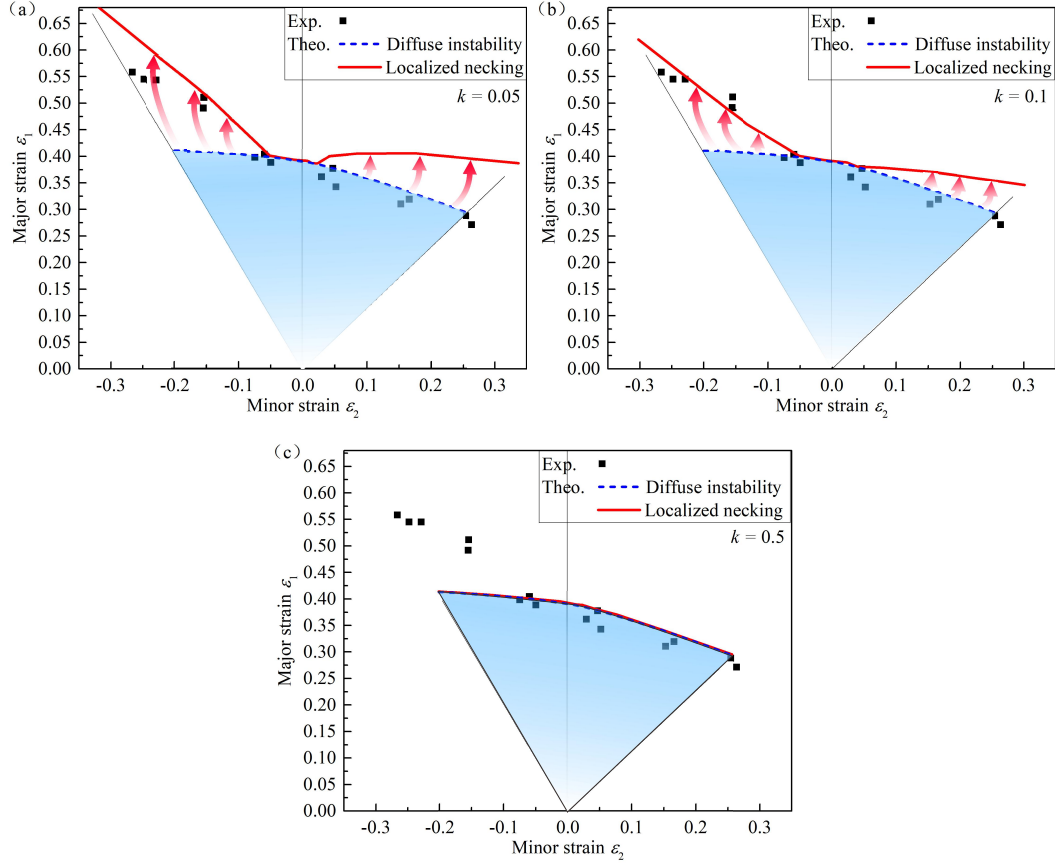 (a)
Exp.
Theo. Diffuse instability
Localized necking
k = 0.05
Major strain ε1
0.65
0.60
0.55
0.50
0.45
0.40
0.35
0.30
0.25
0.20
0.15
0.10
0.05
0.00
-0.3 -0.2 -0.1 0.0 0.1 0.2 0.3
Minor strain ε2
(b)
Exp.
Theo. Diffuse instability
Localized necking
k = 0.1
Major strain ε1
0.65
0.60
0.55
0.50
0.45
0.40
0.35
0.30
0.25
0.20
0.15
0.10
0.05
0.00
-0.3 -0.2 -0.1 0.0 0.1 0.2 0.3
Minor strain ε2
(c)
Exp.
Theo. Diffuse instability
Localized necking
k = 0.5
Major strain ε1
0.65
0.60
0.55
0.50
0.45
0.40
0.35
0.30
0.25
0.20
0.15
0.10
0.05
0.00
-0.3 -0.2 -0.1 0.0 0.1 0.2 0.3
Minor strain ε2